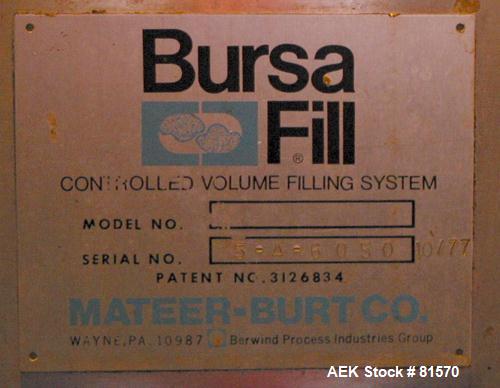 Bursa
Fill
®
CONTROLLED VOLUME FILLING SYSTEM
MODEL NO.
SERIAL NO. 10/77
PATENT NO. 3126834
MATEER-BURT CO.
WAYNE, PA. 10987 Berwind Process Industries Group
AEK Stock # 81570